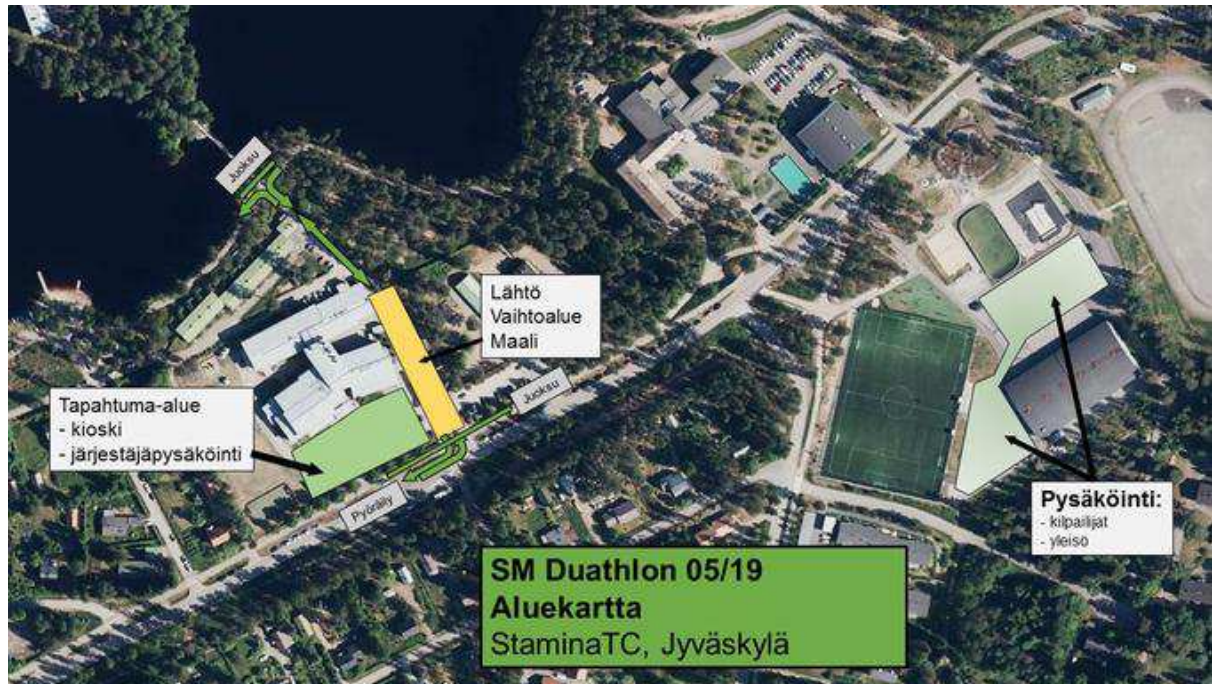 Juoksu
Lähtö
Vaihtoalue
Maali
Juoksu
Tapahtuma-alue
- kioski
- järjestäjäpysäköinti
Pyöräily
Pysäköinti:
- kilpailijat
- yleisö
SM Duathlon 05/19
Aluekartta
StaminaTC, Jyväskylä